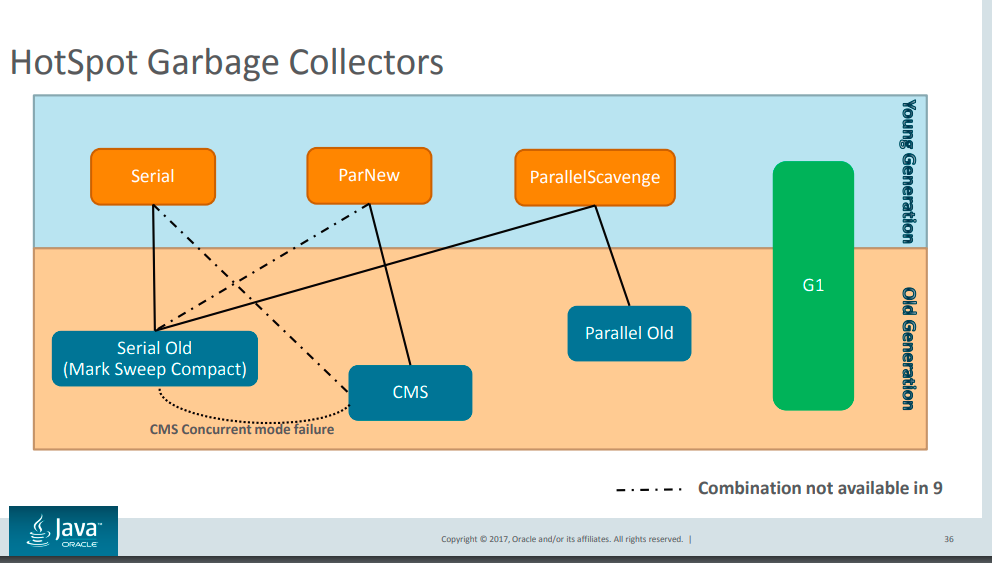 HotSpot Garbage Collectors
Young Generation
Serial
ParNew
ParallelScavenge
G1
Old Generation
Serial Old
(Mark Sweep Compact)
Parallel Old
CMS
CMS Concurrent mode failure
Combination not available in 9
Java™
ORACLE
Copyright © 2017, Oracle and/or its affiliates. All rights reserved. |
36